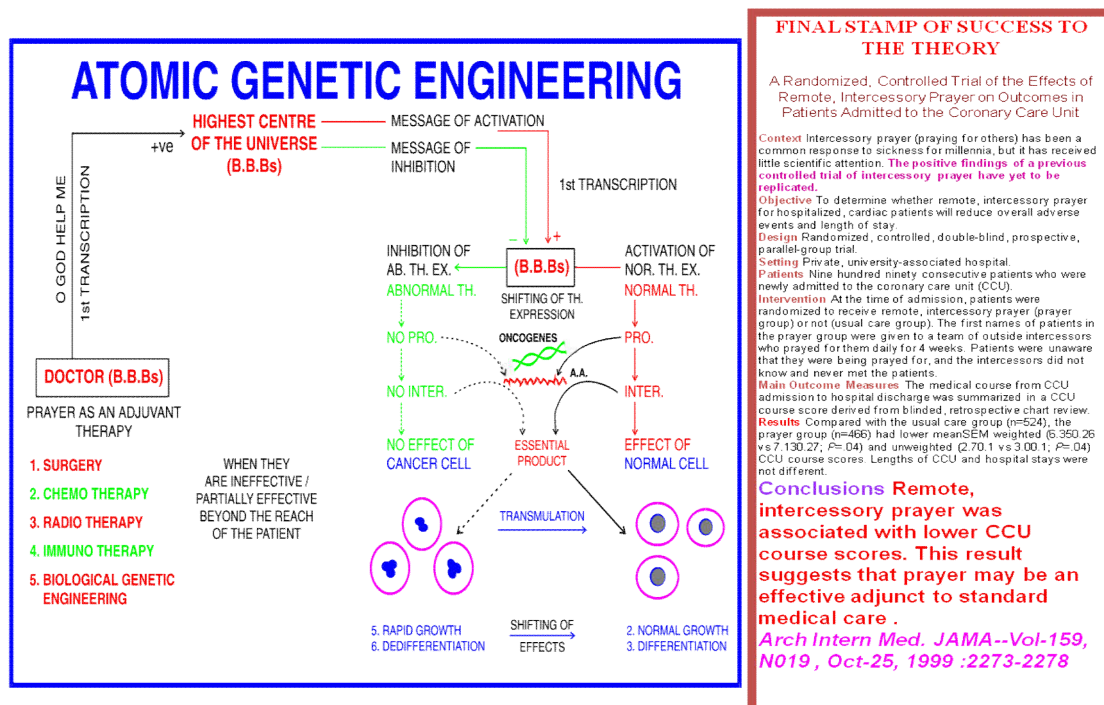 ATOMIC GENETIC ENGINEERING
HIGHEST CENTRE
OF THE UNIVERSE
(B.B.Bs)
+ve
MESSAGE OF ACTIVATION
MESSAGE OF
INHIBITION
1st TRANSCRIPTION
O GOD HELP ME
1st TRANSCRIPTION
DOCTOR (B.B.Bs)
PRAYER AS AN ADJUVANT
THERAPY
1. SURGERY
2. CHEMO THERAPY
3. RADIO THERAPY
4. IMMUNO THERAPY
5. BIOLOGICAL GENETIC
ENGINEERING
WHEN THEY
ARE INEFFECTIVE /
PARTIALLY EFFECTIVE
BEYOND THE REACH
OF THE PATIENT
INHIBITION OF
AB. TH. EX.
ABNORMAL TH.
NO PRO.
NO INTER.
NO EFFECT OF
CANCER CELL
–
+
(B.B.Bs)
SHIFTING OF TH.
EXPRESSION
ONCOGENES
A.A.
ESSENTIAL
PRODUCT
ACTIVATION OF
NOR. TH. EX.
NORMAL TH.
PRO.
INTER.
EFFECT OF
NORMAL CELL
TRANSMULATION
5. RAPID GROWTH
6. DEDIFFERENTIATION
SHIFTING OF
EFFECTS
2. NORMAL GROWTH
3. DIFFERENTIATION
FINAL STAMP OF SUCCESS TO
THE THEORY
A Randomized, Controlled Trial of the Effects of
Remote, Intercessory Prayer on Outcomes in
Patients Admitted to the Coronary Care Unit
Context Intercessory prayer (praying for others) has been a
common response to sickness for millennia, but it has received
little scientific attention. The positive findings of a previous
controlled trial of intercessory prayer have yet to be
replicated.
Objective To determine whether remote, intercessory prayer
for hospitalized, cardiac patients will reduce overall adverse
events and length of stay.
Design Randomized, controlled, double-blind, prospective,
parallel-group trial.
Setting Private, university-associated hospital.
Patients Nine hundred ninety consecutive patients who were
newly admitted to the coronary care unit (CCU).
Intervention At the time of admission, patients were
randomized to receive remote, intercessory prayer (prayer
group) or not (usual care group). The first names of patients in
the prayer group were given to a team of outside intercessors
who prayed for them daily for 4 weeks. Patients were unaware
that they were being prayed for, and the intercessors did not
know and never met the patients.
Main Outcome Measures The medical course from CCU
admission to hospital discharge was summarized in a CCU
course score derived from blinded, retrospective chart review.
Results Compared with the usual care group (n=524), the
prayer group (n=466) had lower meanSEM weighted (6.350.26
vs 7.130.27; P=.04) and unweighted (2.70.1 vs 3.00.1; P=.04)
CCU course scores. Lengths of CCU and hospital stays were
not different.
Conclusions Remote,
intercessory prayer was
associated with lower CCU
course scores. This result
suggests that prayer may be an
effective adjunct to standard
medical care .
Arch Intern Med. JAMA--Vol-159,
N019 , Oct-25, 1999 :2273-2278